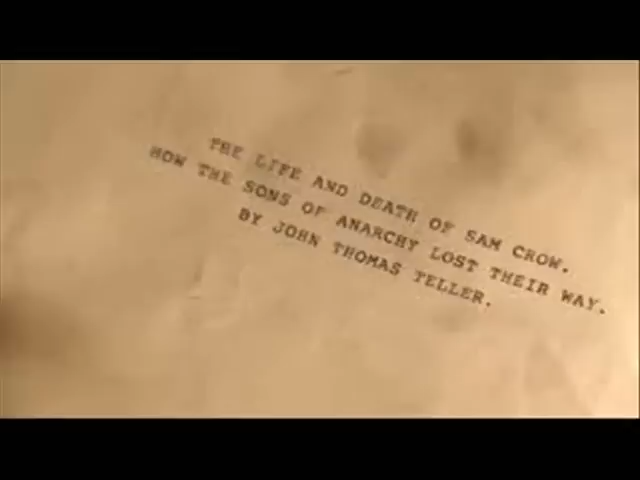 THE LIFE AND DEATH OF SAM CROW.
HOW THE SONS OF ANARCHY LOST THEIR WAY.
BY JOHN THOMAS TELLER.